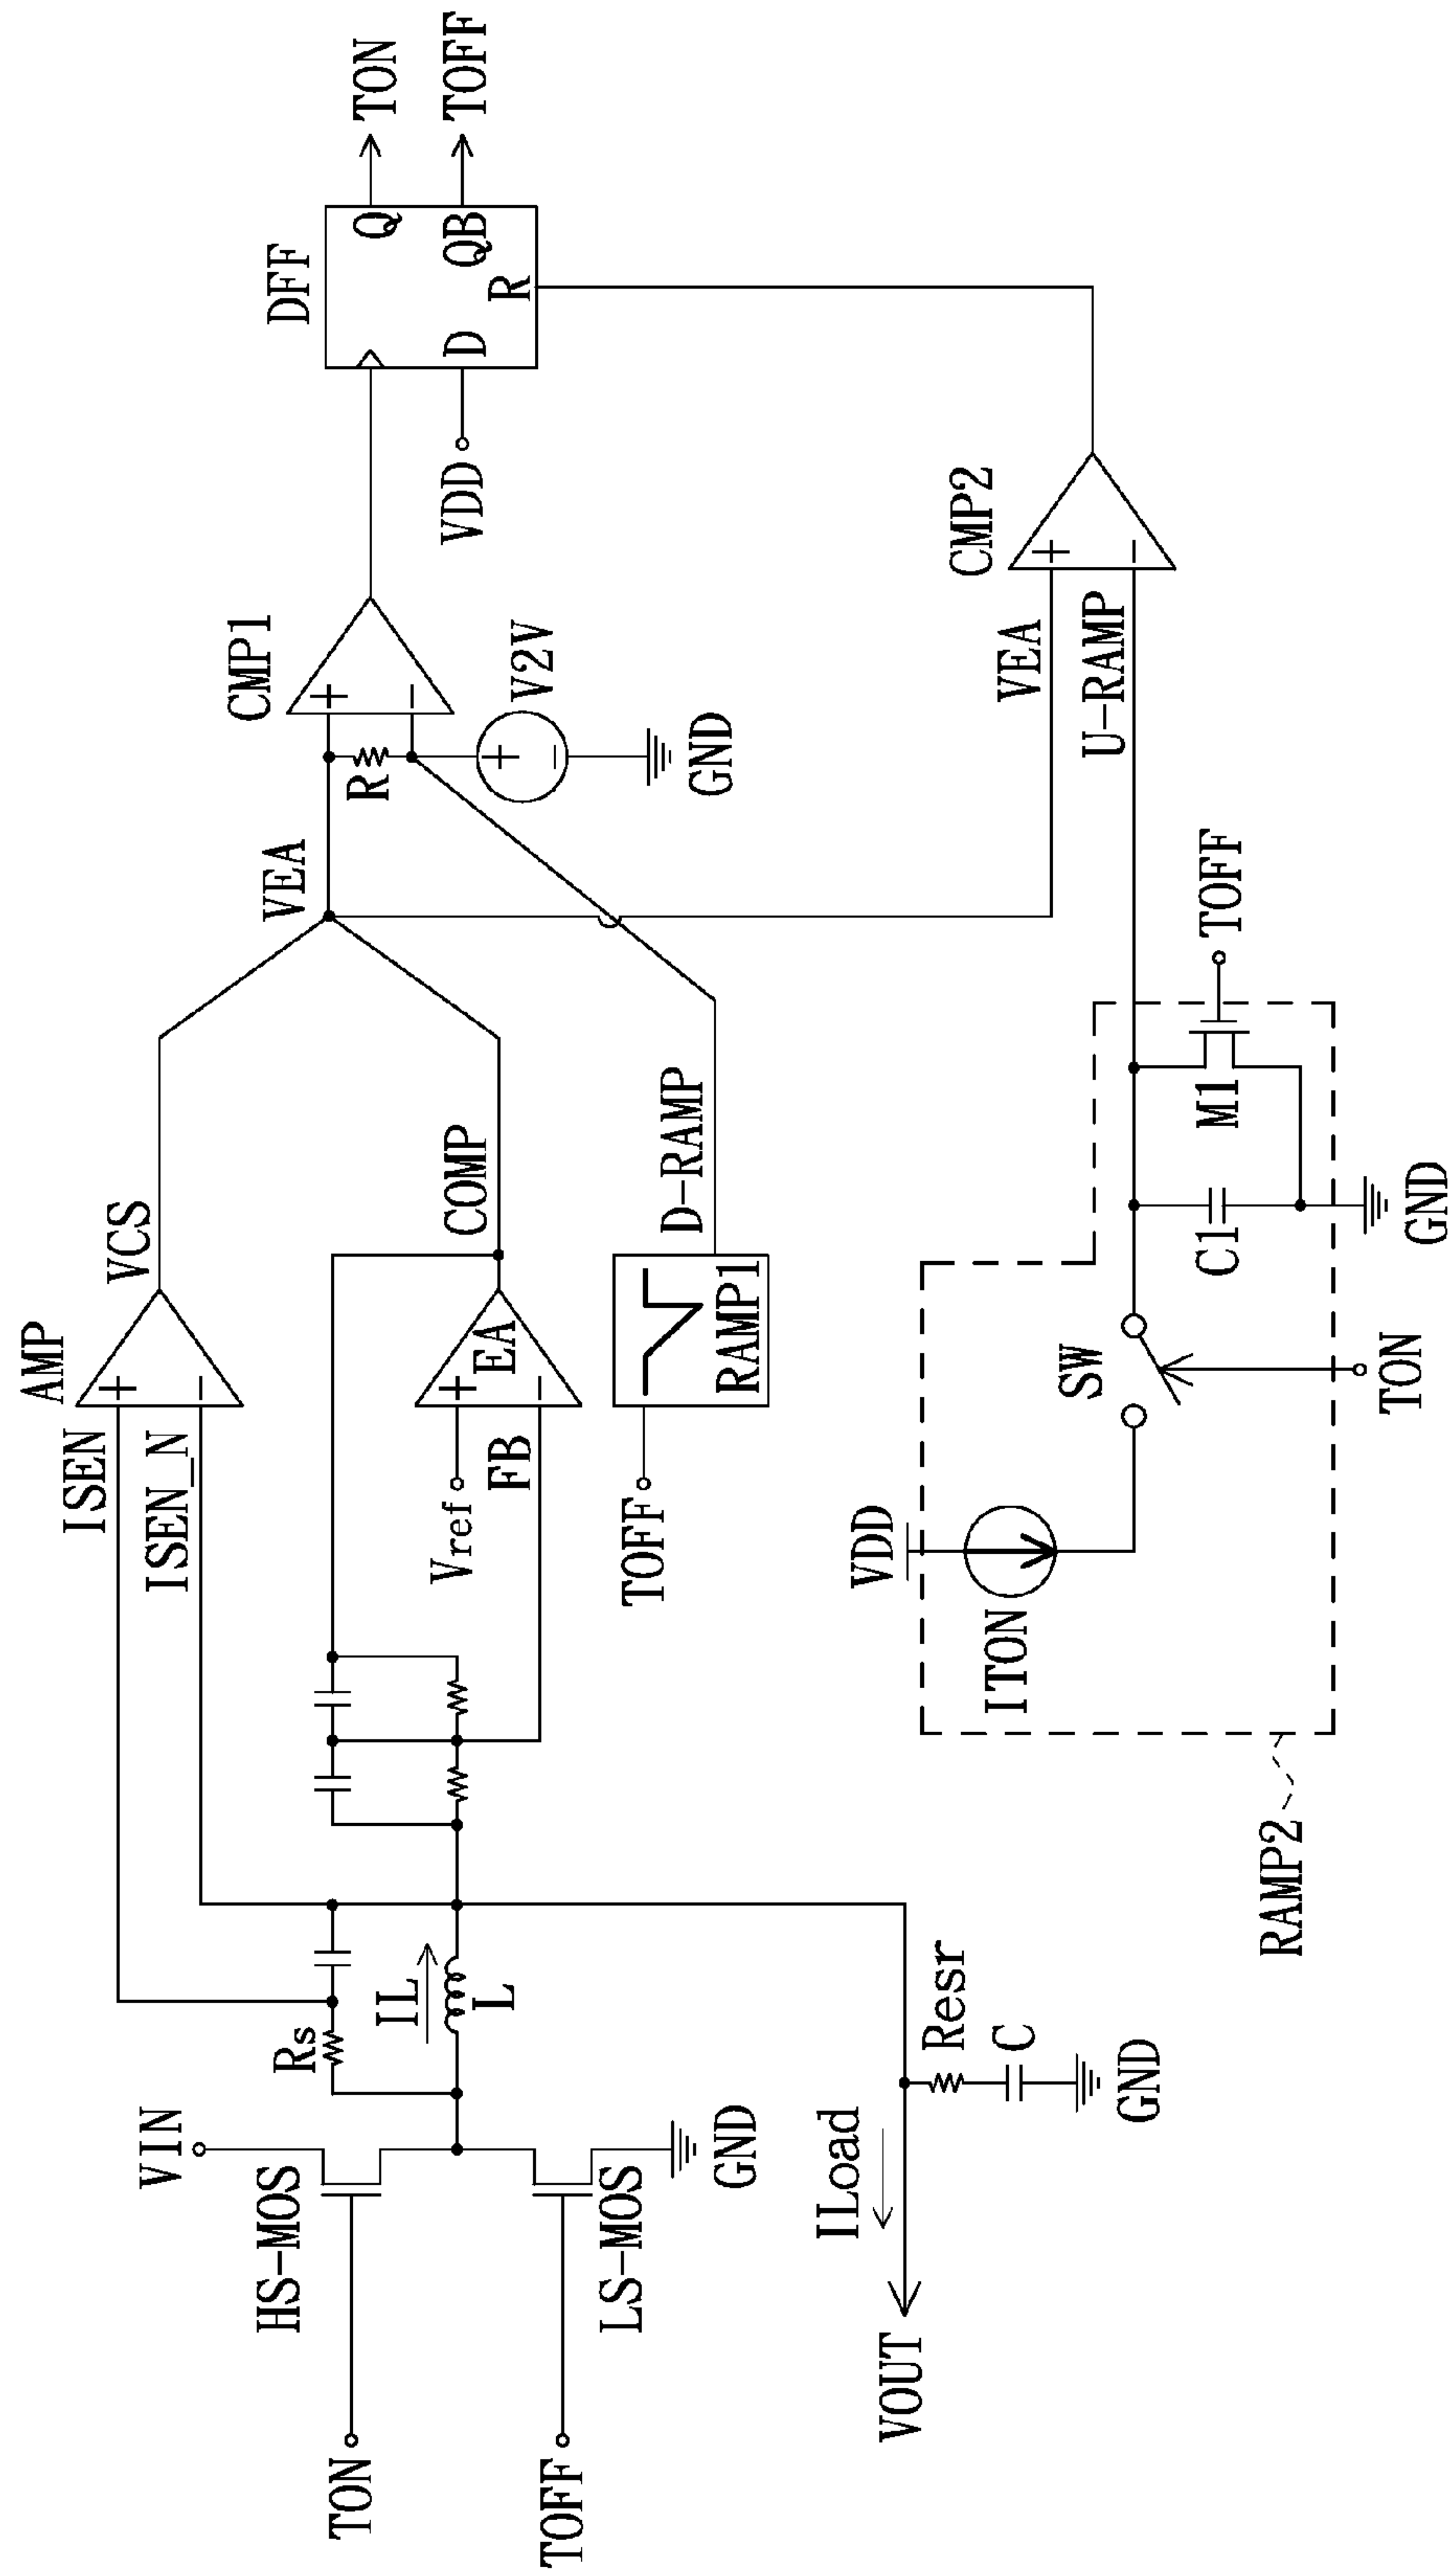 AMP
VCS
ISEN
ISEN_N
VEA
CMP1
DFF
Q
TON
QB
TOFF
D
R
VDD
R
V2V
GND
VIN
HS-MOS
TON
Rs
IL
L
Vref
EA
FB
COMP
TOFF
LS-MOS
GND
TOFF
RAMP1
D-RAMP
ILoad
VOUT
Resr
C
GND
VDD
ITON
SW
TON
C1
M1
TOFF
GND
RAMP2
VEA
U-RAMP
CMP2